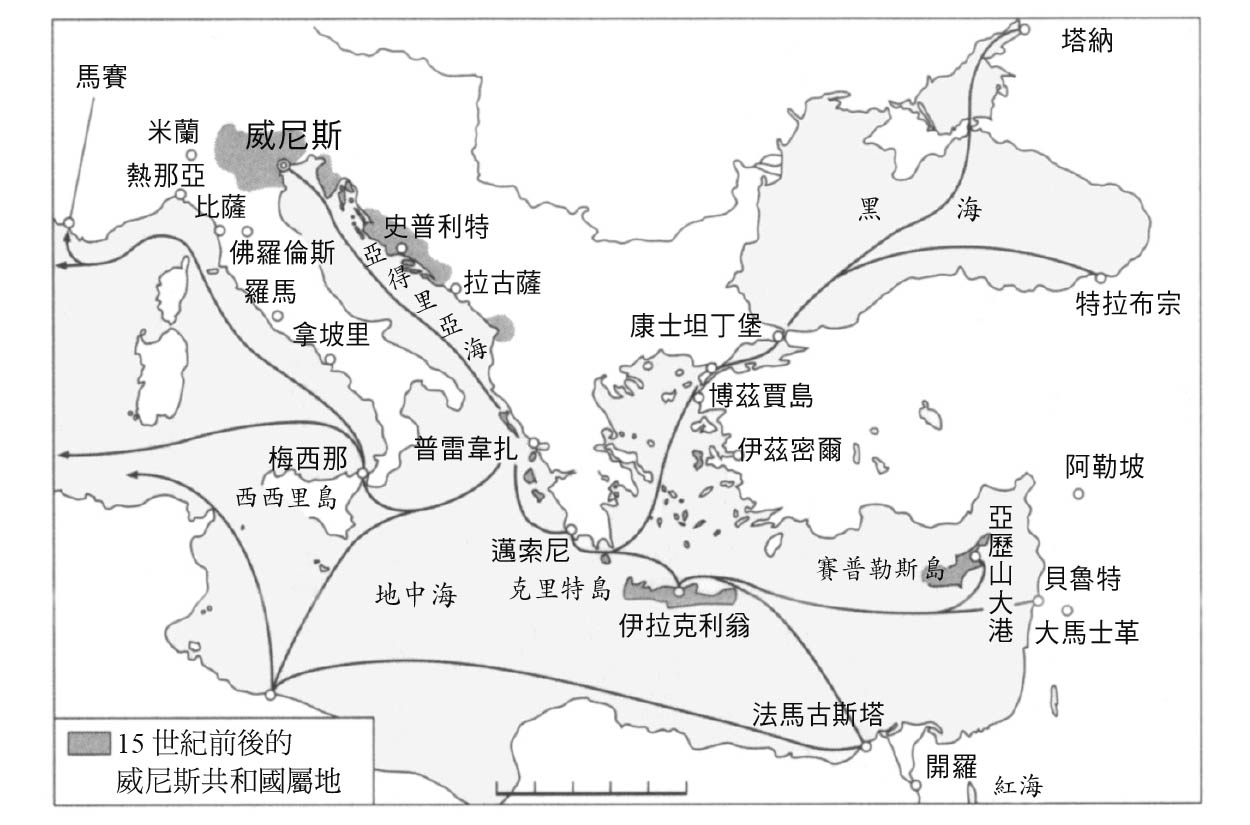 塔納
馬賽
米蘭
威尼斯
熱那亞
比薩
佛羅倫斯
史普利特
黑海
亞得里亞海
拉古薩
羅馬
特拉布宗
拿坡里
康士坦丁堡
博茲賈島
普雷韋扎
伊茲密爾
梅西那
阿勒坡
西西里島
亞歷山大港
邁索尼
賽普勒斯島
貝魯特
克里特島
地中海
伊拉克利翁
大馬士革
法馬古斯塔
15世紀前後的
威尼斯共和國屬地
開羅
紅海